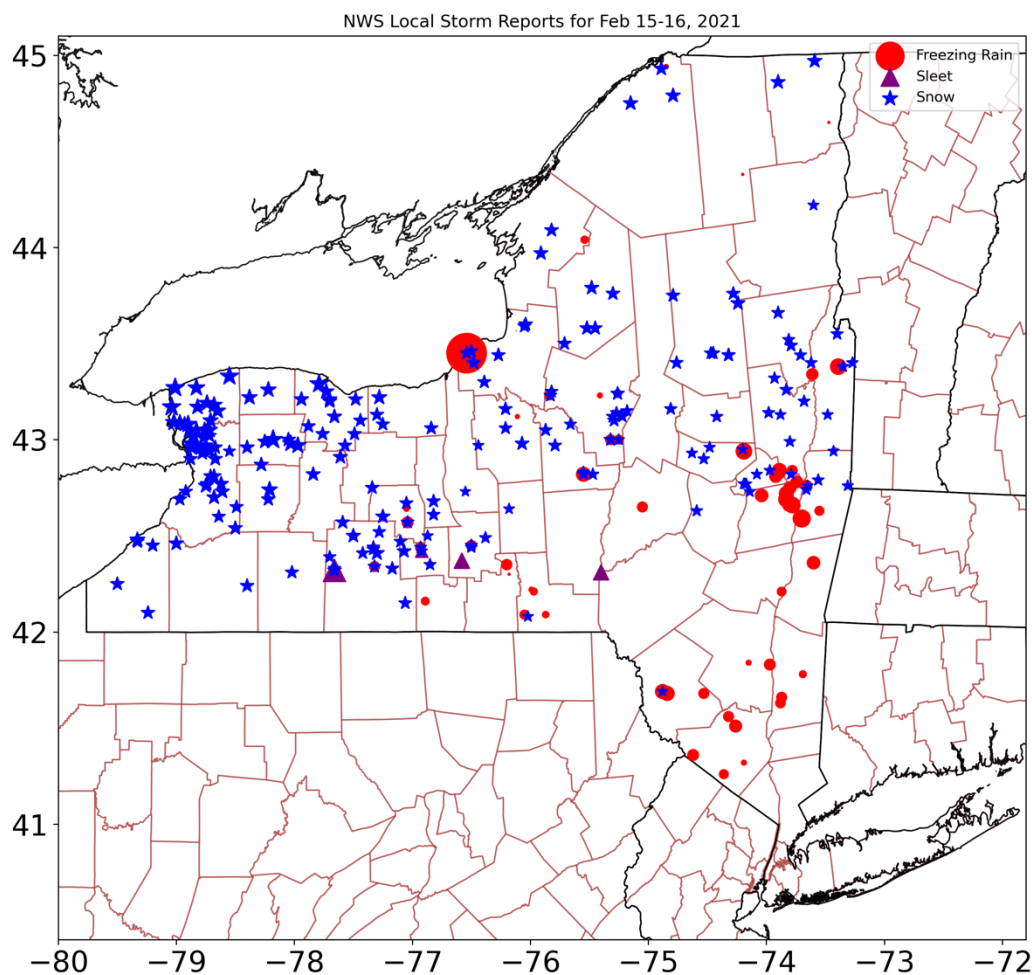 NWS Local Storm Reports for Feb 15-16, 2021
Freezing Rain
Sleet
Snow
45
44
43
42
41
−80 −79 −78 −77 −76 −75 −74 −73 −72